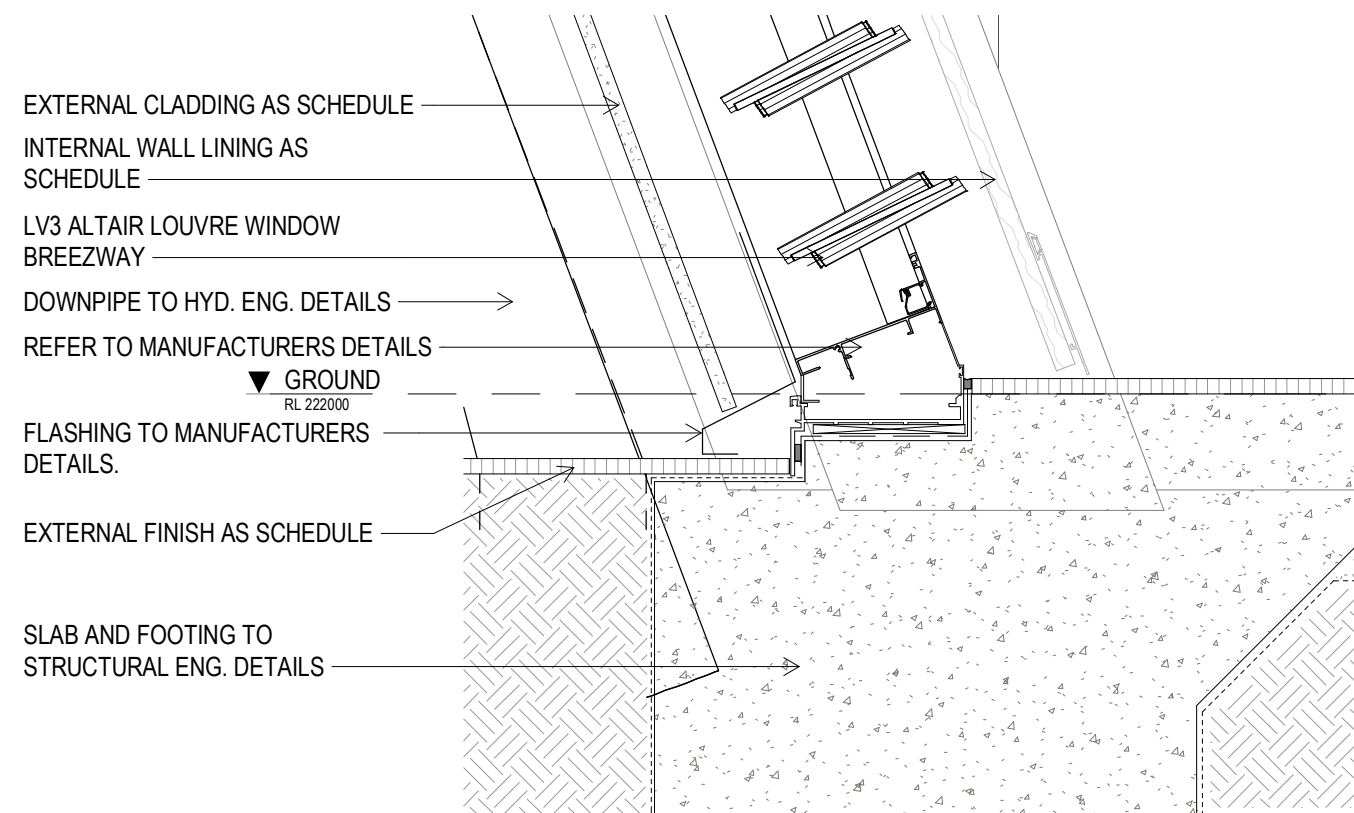 EXTERNAL CLADDING AS SCHEDULE
INTERNAL WALL LINING AS
SCHEDULE
LV3 ALTAIR LOUVRE WINDOW
BREEZWAY
DOWNPIPE TO HYD. ENG. DETAILS
REFER TO MANUFACTURERS DETAILS
GROUND
RL 222000
FLASHING TO MANUFACTURERS
DETAILS.
EXTERNAL FINISH AS SCHEDULE
SLAB AND FOOTING TO
STRUCTURAL ENG. DETAILS